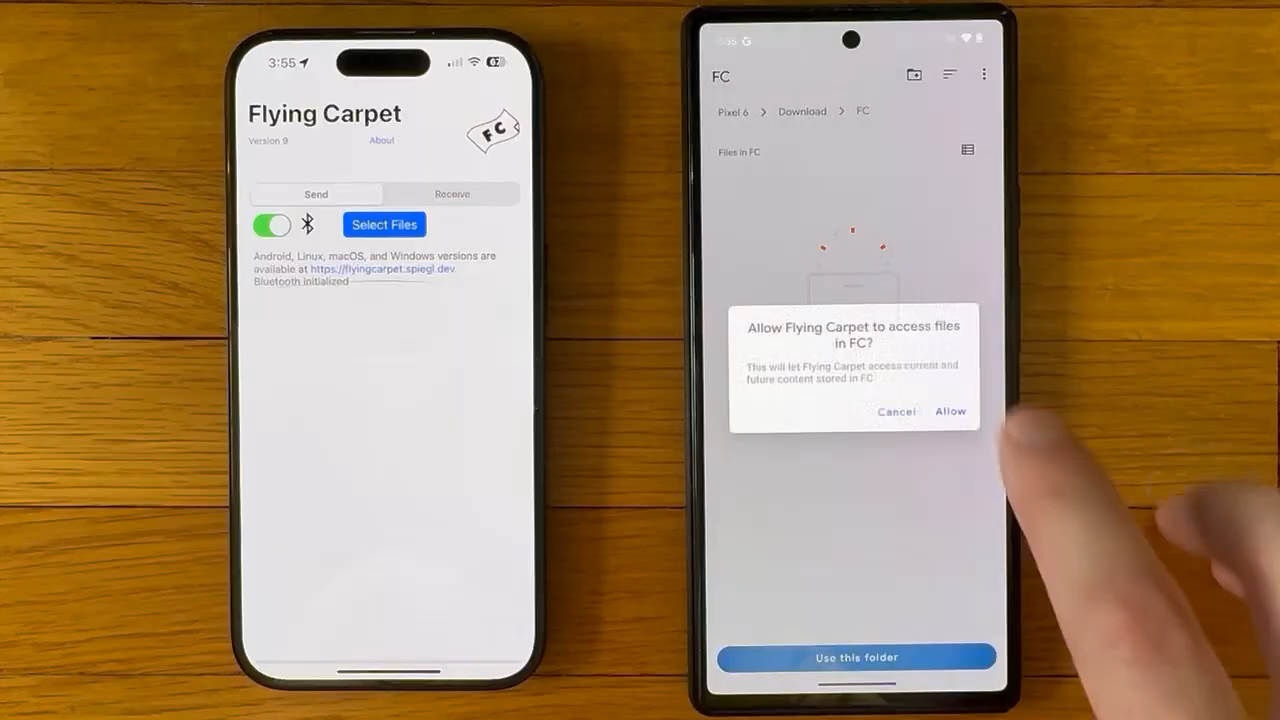 3:55
67
Flying Carpet
FC
Version 9
About
Send
Receive
Select Files
Android, Linux, macOS, and Windows versions are
available at https://flyingcarpet.spiegl.dev.
Bluetooth initialized
G
FC
Pixel 6 > Download > FC
Files in FC
Allow Flying Carpet to access files
in FC?
This will let Flying Carpet access current and
future content stored in FC
Cancel
Allow
Use this folder